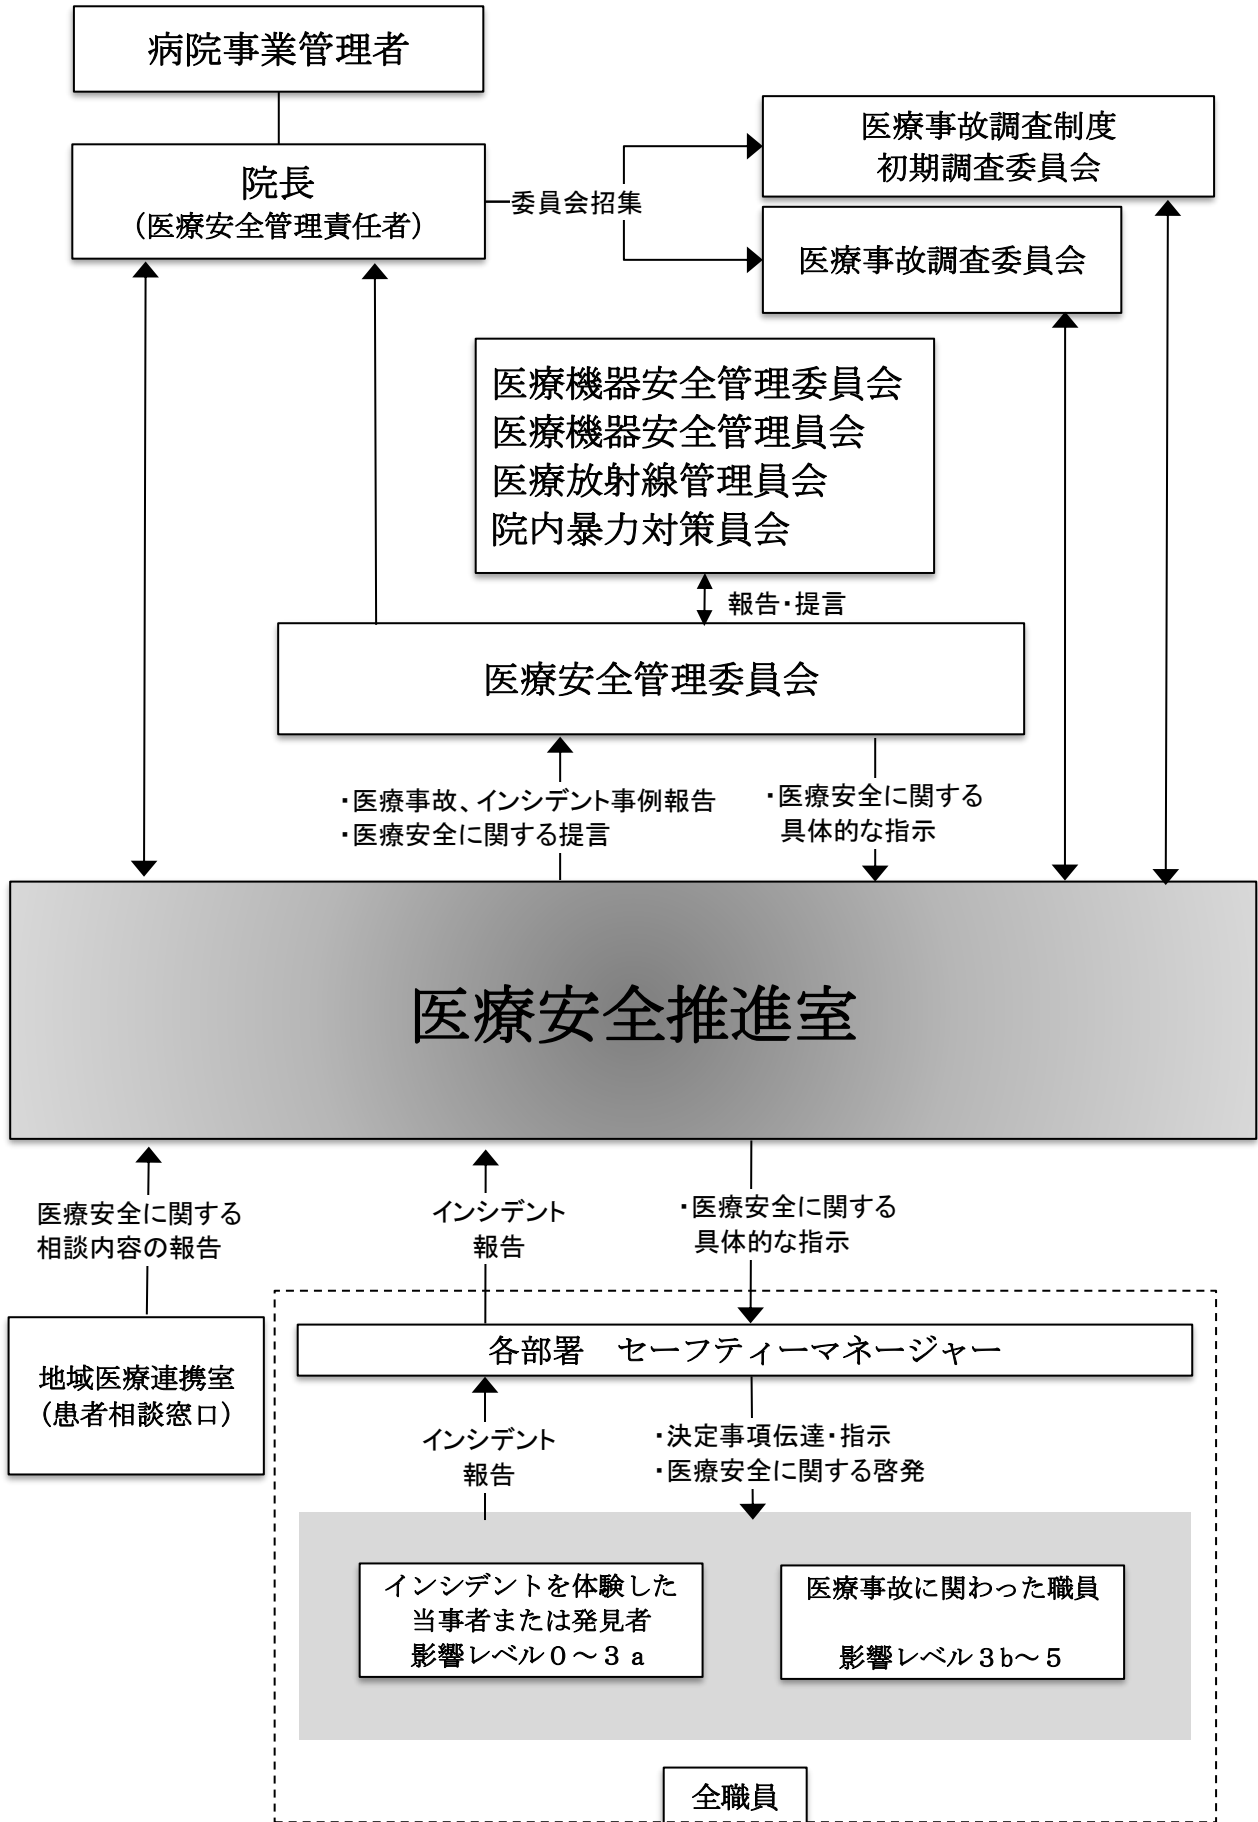 病院事業管理者
院長
（医療安全管理責任者）
委員会招集
医療事故調査制度
初期調査委員会
医療事故調査委員会
医療機器安全管理委員会
医療機器安全管理員会
医療放射線管理員会
院内暴力対策員会
報告・提言
医療安全管理委員会
・医療事故、インシデント事例報告
・医療安全に関する提言
・医療安全に関する
具体的な指示
医療安全推進室
医療安全に関する
相談内容の報告
インシデント
報告
・医療安全に関する
具体的な指示
地域医療連携室
（患者相談窓口）
各部署　セーフティーマネージャー
インシデント
報告
・決定事項伝達・指示
・医療安全に関する啓発
インシデントを体験した
当事者または発見者
影響レベル０～３ａ
医療事故に関わった職員
影響レベル３b～５
全職員